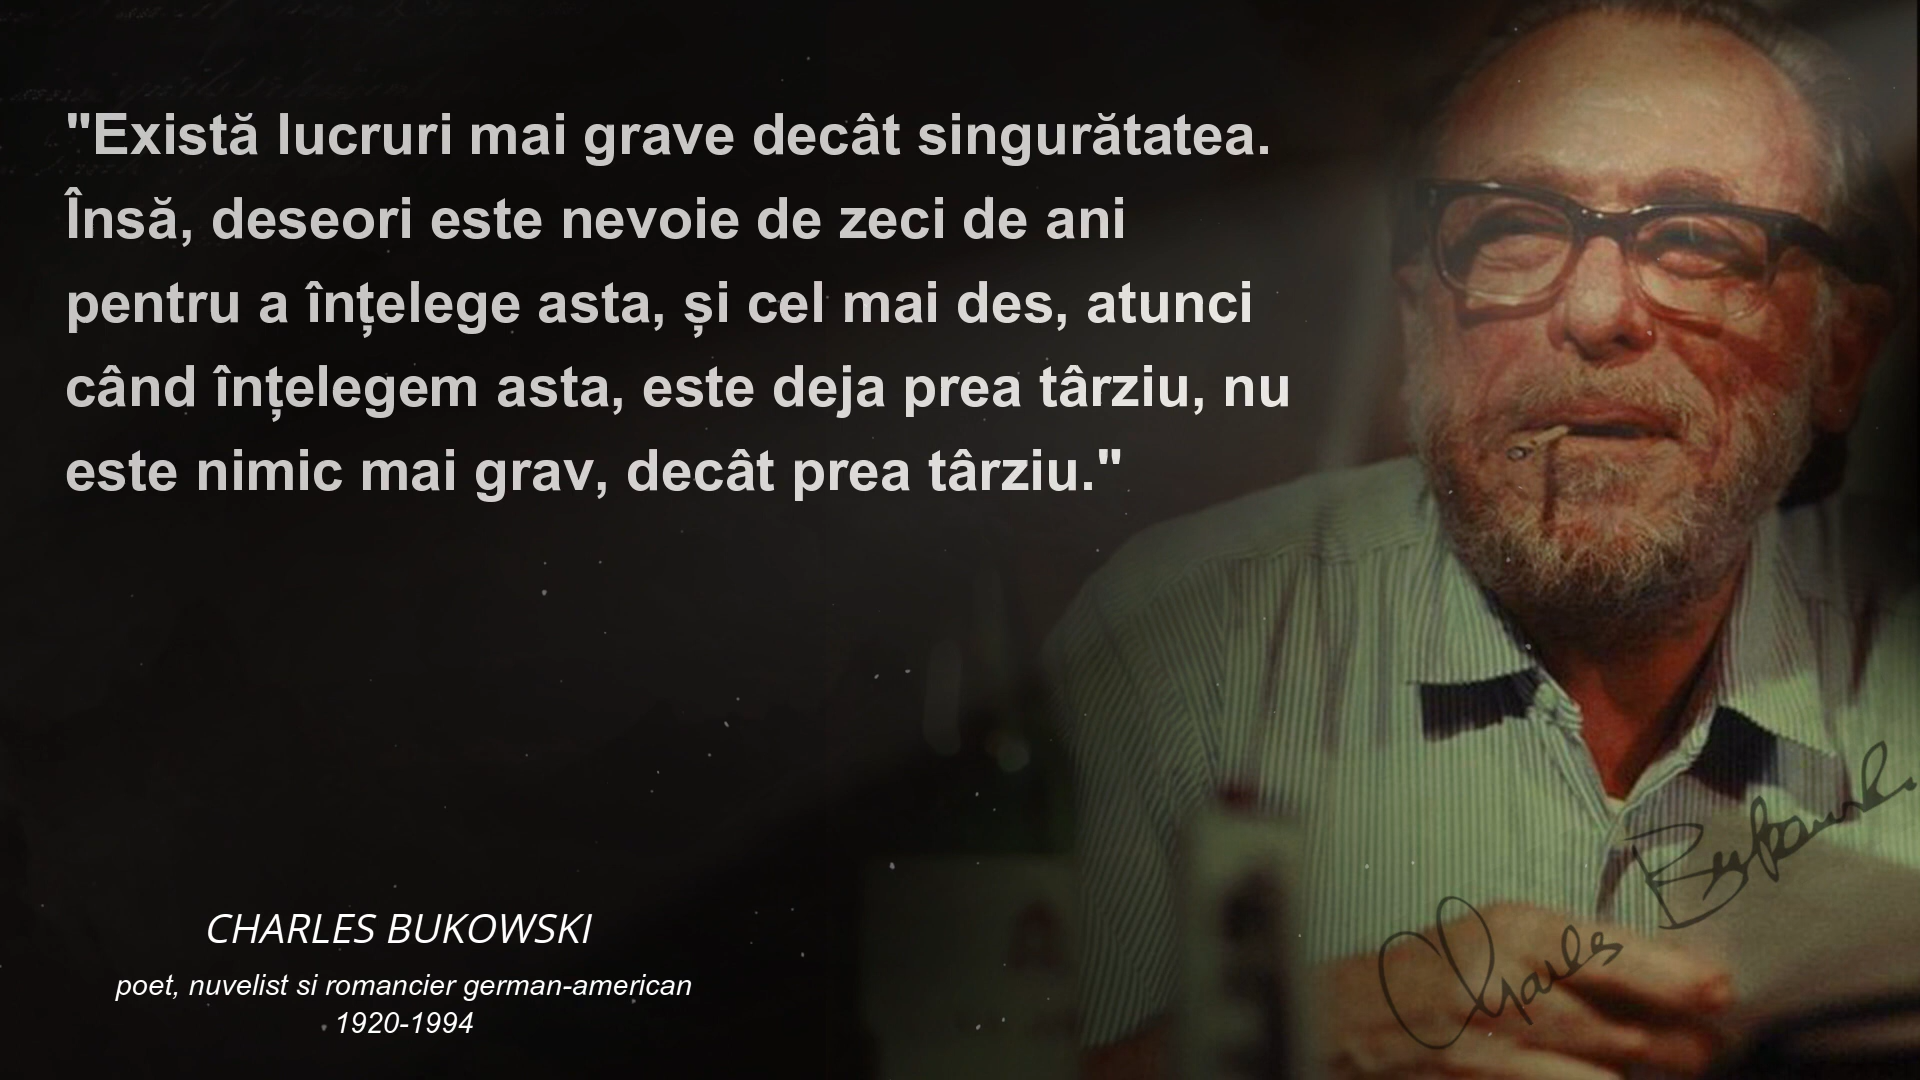 "Există lucruri mai grave decât singurătatea.
Însă, deseori este nevoie de zeci de ani
pentru a înțelege asta, și cel mai des, atunci
când înțelegem asta, este deja prea târziu, nu
este nimic mai grav, decât prea târziu."
CHARLES BUKOWSKI
poet, nuvelist si romancier german-american
1920-1994
Charles Bukowski